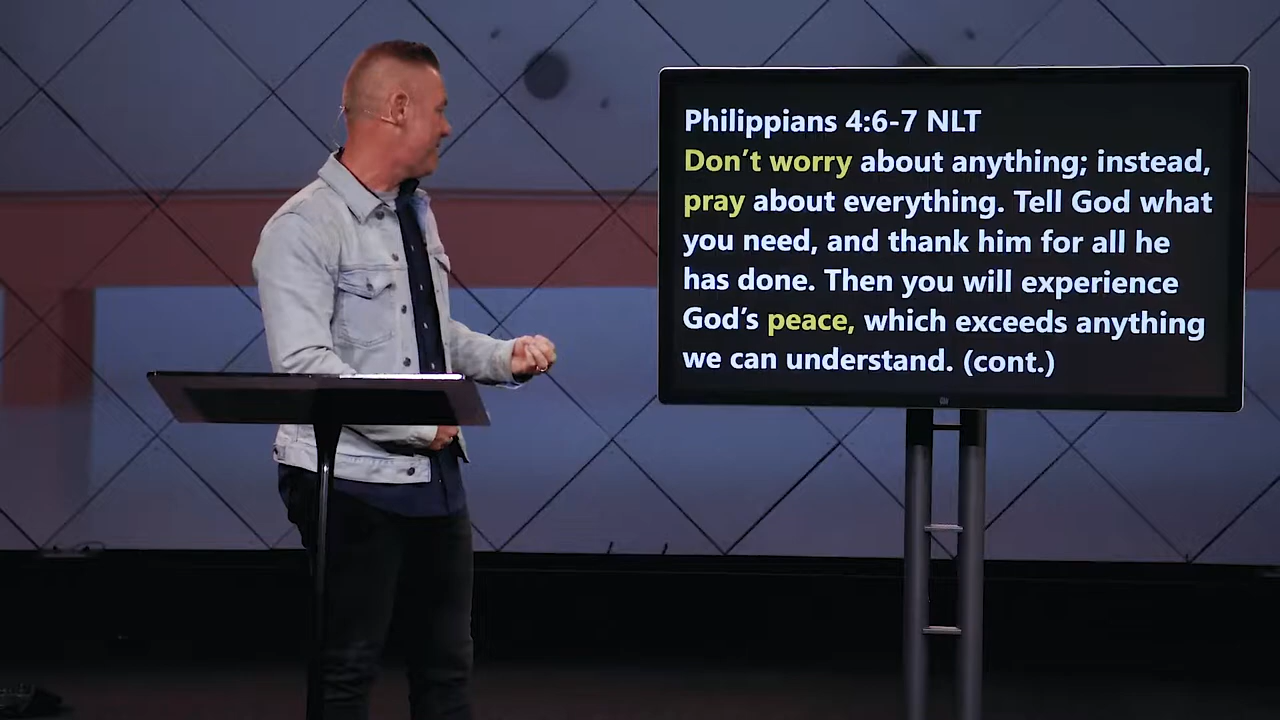 Philippians 4:6-7 NLT
Don’t worry about anything; instead,
pray about everything. Tell God what
you need, and thank him for all he
has done. Then you will experience
God’s peace, which exceeds anything
we can understand. (cont.)